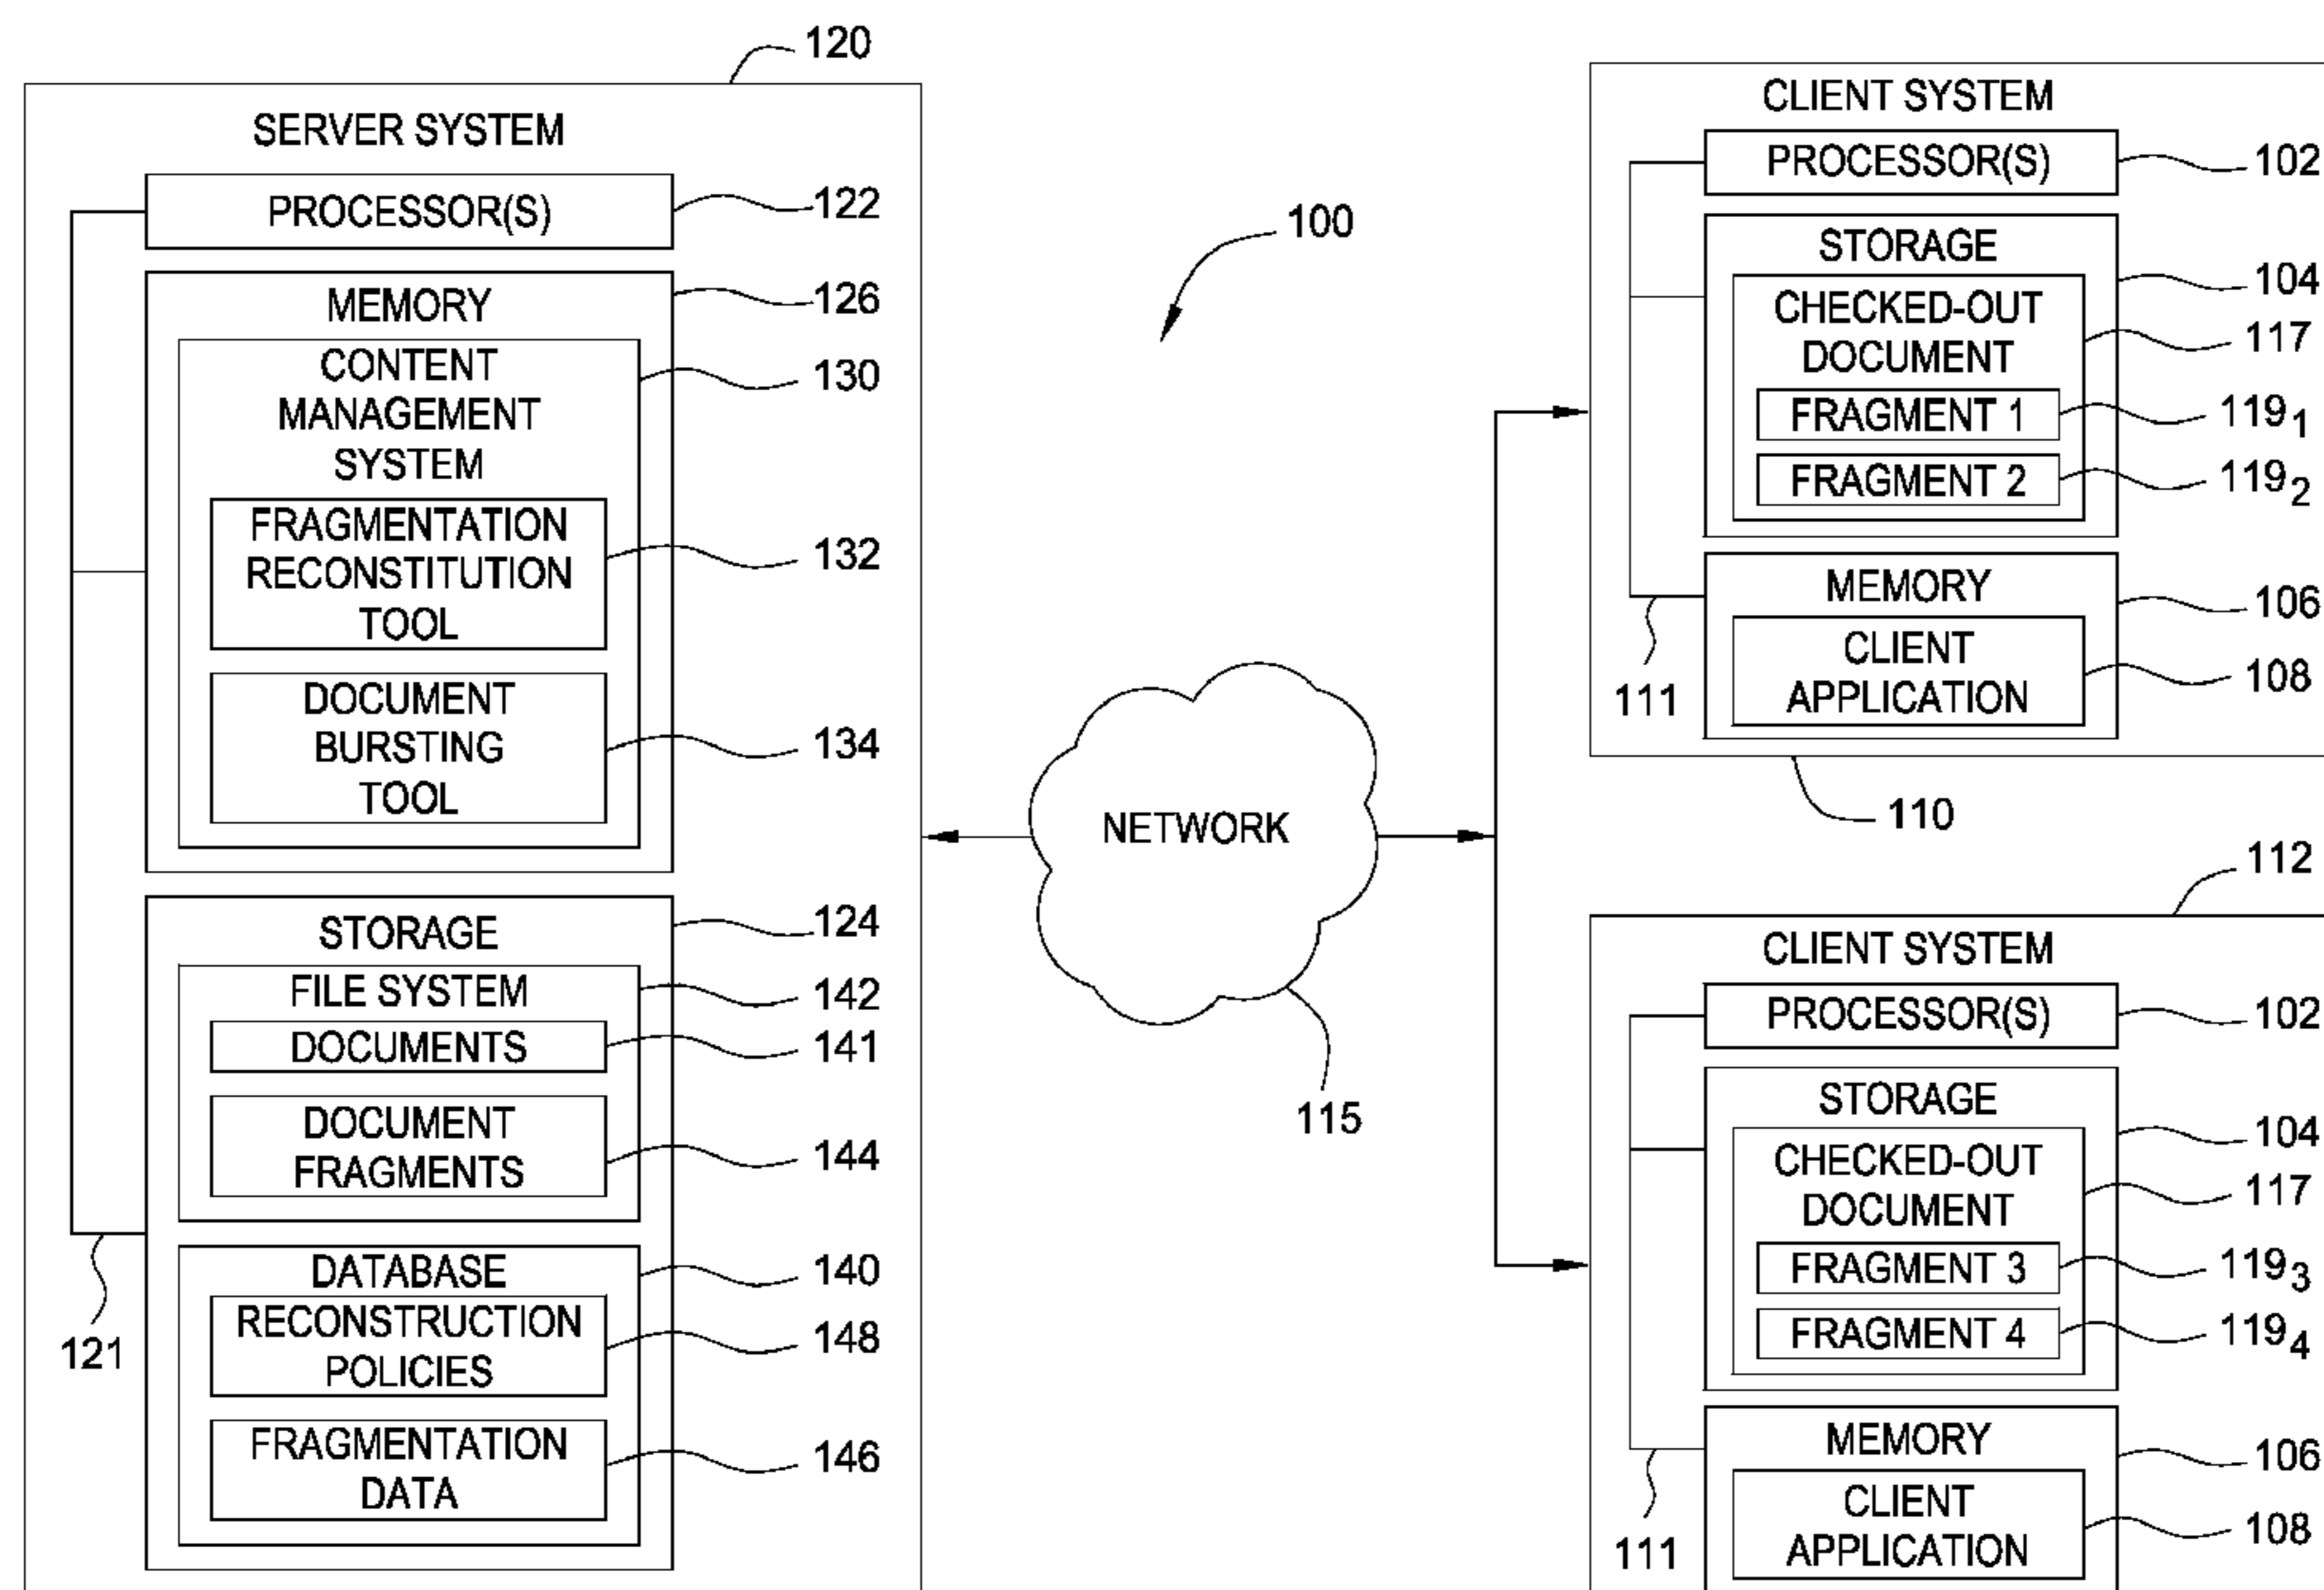 120
SERVER SYSTEM
PROCESSOR(S)
122
MEMORY
126
CONTENT
MANAGEMENT
SYSTEM
130
FRAGMENTATION
RECONSTITUTION
TOOL
132
DOCUMENT
BURSTING
TOOL
134
STORAGE
124
FILE SYSTEM
142
DOCUMENTS
141
DOCUMENT
FRAGMENTS
144
DATABASE
140
RECONSTRUCTION
POLICIES
148
FRAGMENTATION
DATA
146
121
100
NETWORK
115
CLIENT SYSTEM
PROCESSOR(S)
102
STORAGE
104
CHECKED-OUT
DOCUMENT
117
FRAGMENT 1
119₁
FRAGMENT 2
119₂
MEMORY
106
CLIENT
APPLICATION
108
111
110
112
CLIENT SYSTEM
PROCESSOR(S)
102
STORAGE
104
CHECKED-OUT
DOCUMENT
117
FRAGMENT 3
119₃
FRAGMENT 4
119₄
MEMORY
106
CLIENT
APPLICATION
108
111